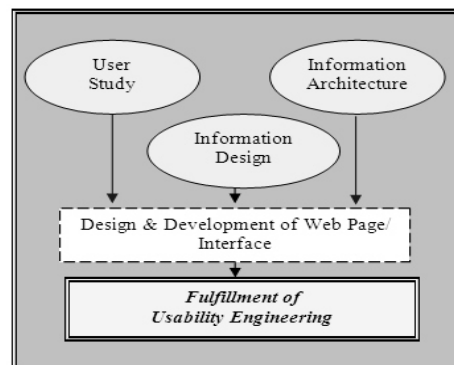 User
Study
Information
Architecture
Information
Design
Design & Development of Web Page/
Interface
Fulfillment of
Usability Engineering